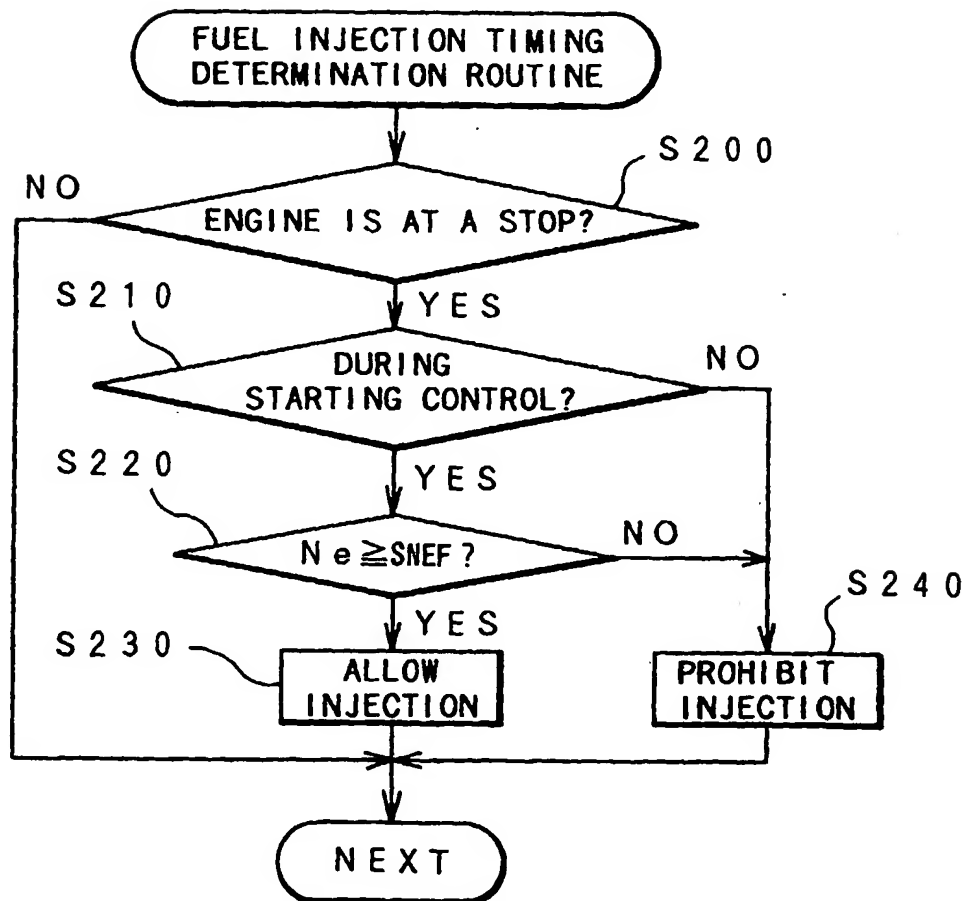 FUEL INJECTION TIMING
DETERMINATION ROUTINE
S200
NO
ENGINE IS AT A STOP?
YES
S210
DURING
STARTING CONTROL?
NO
YES
S220
Ne≧SNEF?
NO
YES
S230
ALLOW
INJECTION
S240
PROHIBIT
INJECTION
NEXT